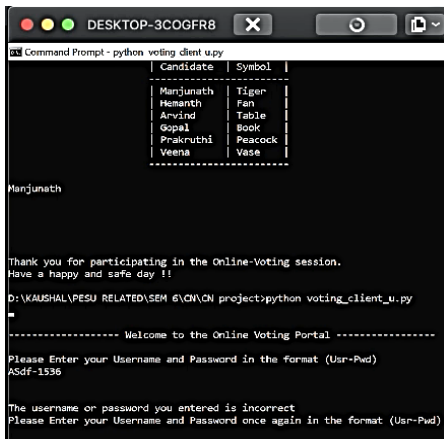 DESKTOP-3COGFR8
Command Prompt - python voting_client_u.py
| Candidate | Symbol |
--------------------------
| Manjunath | Tiger |
| Hemanth | Fan |
| Arvind | Table |
| Gopal | Book |
| Prakruthi | Peacock |
| Veena | Vase |
--------------------------
Manjunath
Thank you for participating in the Online-Voting session.
Have a happy and safe day !!
D:\KAUSHAL\PESU RELATED\SEM 6\CN\CN project>python voting_client_u.py
------------------- Welcome to the Online Voting Portal -----------------
Please Enter your Username and Password in the format (Usr-Pwd)
ASdf-1536
The username or password you entered is incorrect
Please Enter your Username and Password once again in the format (Usr-Pwd)